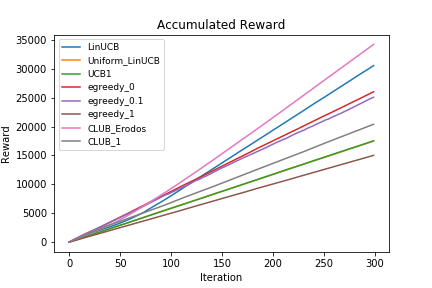 Accumulated Reward
35000
30000
25000
20000
15000
10000
5000
0
Reward
LinUCB
Uniform_LinUCB
UCB1
egreedy_0
egreedy_0.1
egreedy_1
CLUB_Erodos
CLUB_1
0 50 100 150 200 250 300
Iteration